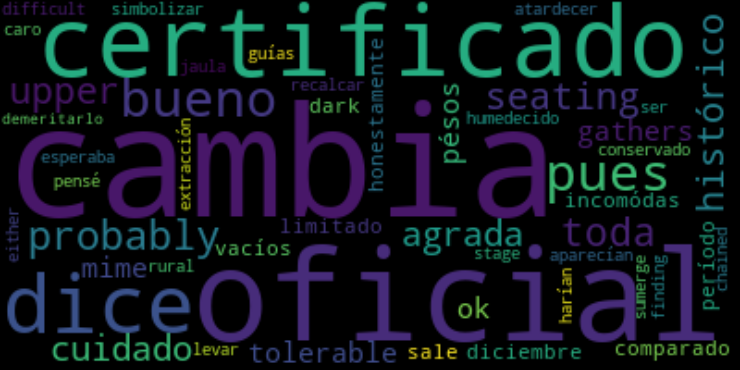 difficult simbolizar atardecer
caro certificado histórico
guías
jaula
upper bueno recalcar seating ser
dark honestamente pésos humedecido gathers
demeritarlo
cambia
esperaba extracción conservado
pensé pues
incomódas
either probably limitado agrada toda
vacíos stage aparecían período chained
mime rural
dice oficial
ok harían sumerge finding
cuidado levar tolerable sale diciembre comparado